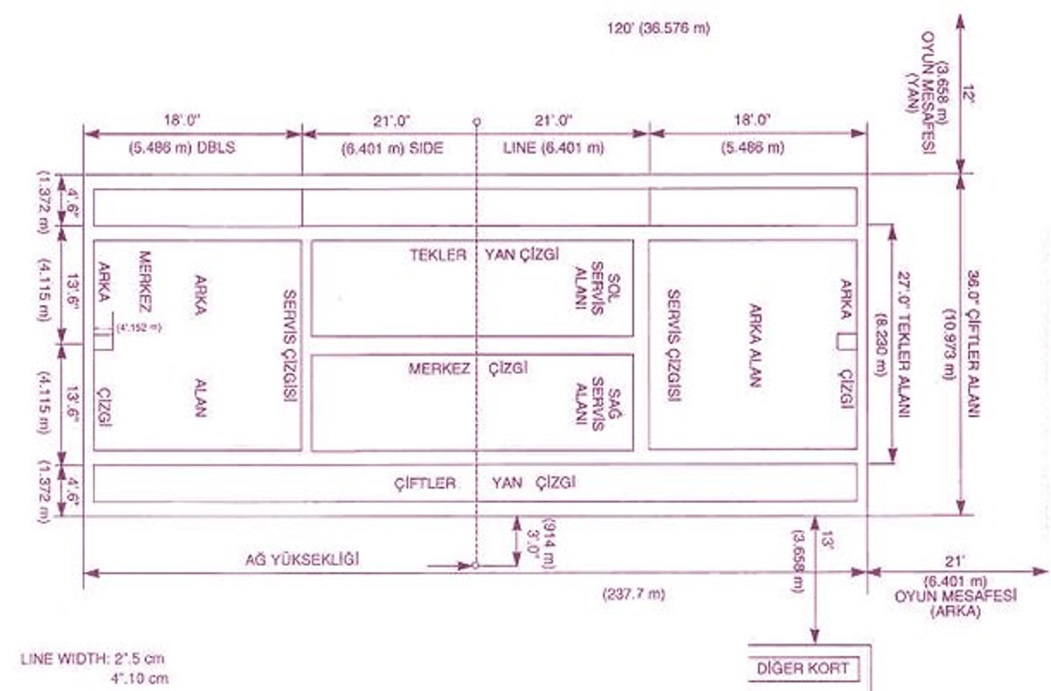 120' (36.576 m)
12'
(3.658 m)
OYUN MESAFESİ
(YAN)
18'.0"
21'.0"
21'.0"
18'.0"
(5.486 m) DBLS
(6.401 m) SIDE
LINE (6.401 m)
(5.486 m)
4'.6"
(1.372 m)
13'.6"
(4.115 m)
13'.6"
(4.115 m)
4'.6"
(1.372 m)
TEKLER YAN ÇİZGİ
SOL
SERVİS
ALANI
MERKEZ ÇİZGİ
SAĞ
SERVİS
ALANI
ARKA ÇİZGİ
MERKEZ
(4'.152 m)
ARKA ALAN
SERVİS ÇİZGİSİ
SERVİS ÇİZGİSİ
ARKA ALAN
ARKA ÇİZGİ
27'.0" TEKLER ALANI
(8.230 m)
36.0" ÇİFTLER ALANI
(10.973 m)
ÇİFTLER YAN ÇİZGİ
AĞ YÜKSEKLİĞİ
(914 m)
3'.0"
13'
(3.658 m)
(237.7 m)
21'
(6.401 m)
OYUN MESAFESİ
(ARKA)
LINE WIDTH: 2".5 cm
4".10 cm
DİĞER KORT